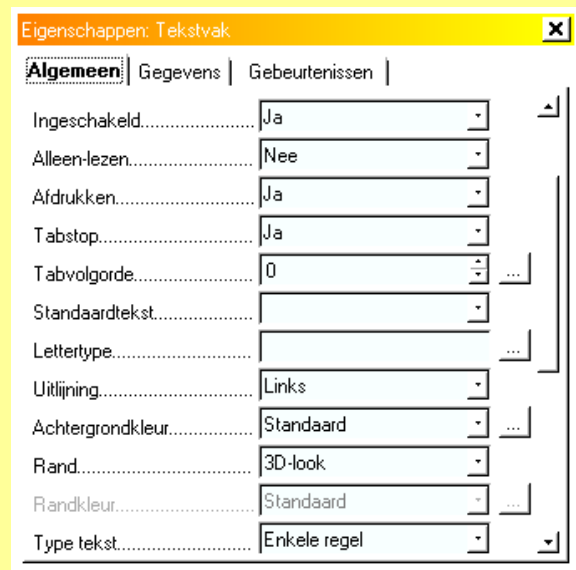 Eigenschappen: Tekstvak
Algemeen Gegevens Gebeurtenissen
Ingeschakeld........................ Ja
Alleen-lezen........................ Nee
Afdrukken........................ Ja
Tabstop........................ Ja
Tabvolgorde........................ 0 ...
Standaardtekst........................
Lettertype........................ ...
Uitlijning........................ Links
Achtergrondkleur........................ Standaard ...
Rand........................ 3D-look
Randkleur........................ Standaard ...
Type tekst........................ Enkele regel